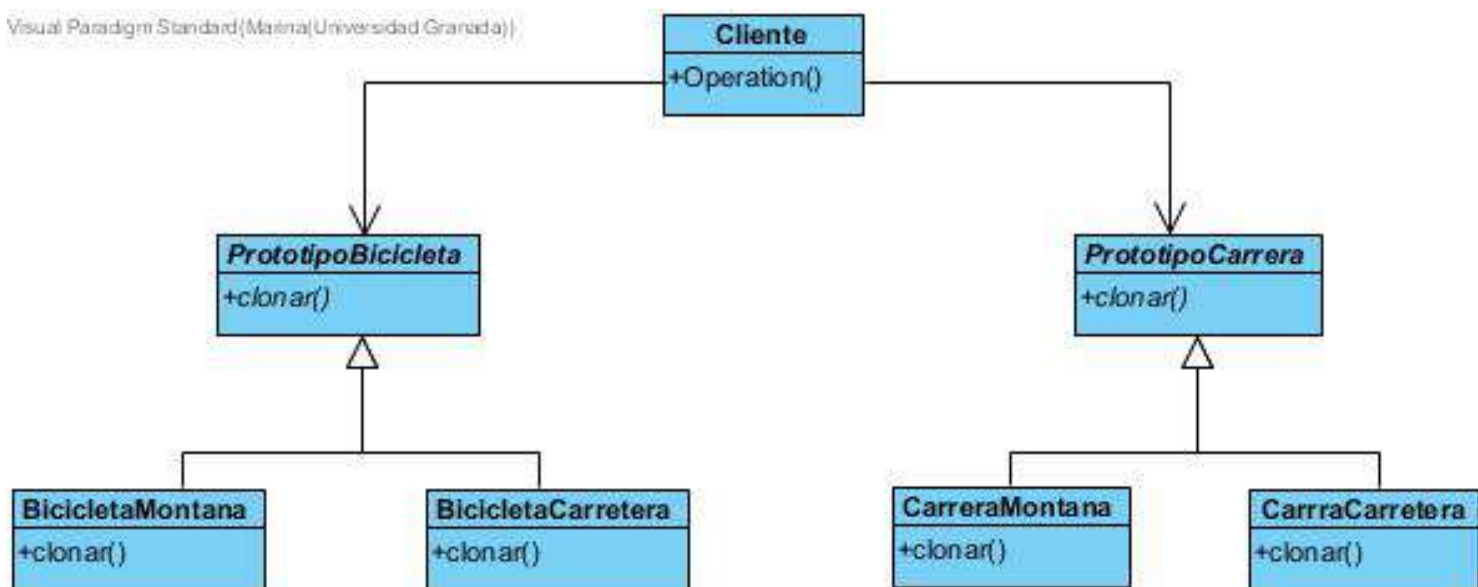 Visual Paradigm Standard(Marina(Universidad Granada))
Cliente
+Operation()
PrototipoBicicleta
+clonar()
PrototipoCarrera
+clonar()
BicicletaMontana
+clonar()
BicicletaCarretera
+clonar()
CarreraMontana
+clonar()
CarrraCarretera
+clonar()